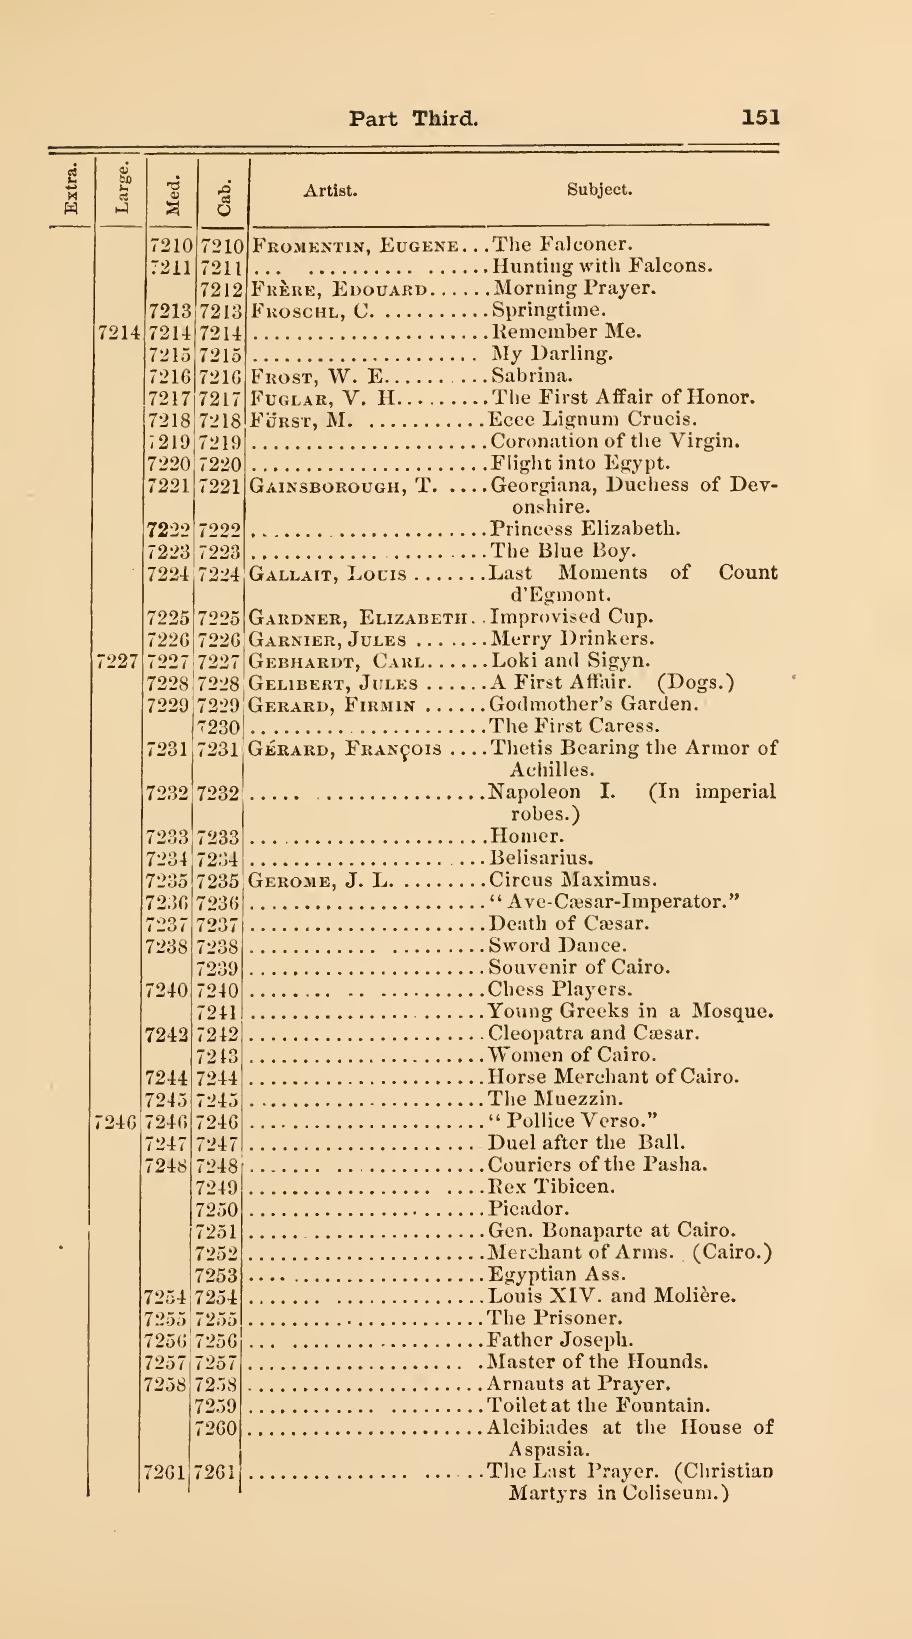 Part Third. 151
Extra. Large. Med. Cab. Artist. Subject.
7210 7210 FROMENTIN, EUGENE...The Falconer.
7211 7211 ... .......... ......Hunting with Falcons.
7212 FRÈRE, EDOUARD......Morning Prayer.
7213 7213 FROSCHL, C. ..........Springtime.
7214 7214 7214 ......................Remember Me.
7215 7215 ..................... My Darling.
7216 7216 FROST, W. E..........Sabrina.
7217 7217 FUGLAR, V. H.........The First Affair of Honor.
7218 7218 FÜRST, M. ...........Ecce Lignum Crucis.
7219 7219 ......................Coronation of the Virgin.
7220 7220 ......................Flight into Egypt.
7221 7221 GAINSBOROUGH, T. ....Georgiana, Duchess of Dev-
onshire.
7222 7222 ......................Princess Elizabeth.
7223 7223 ......................The Blue Boy.
7224 7224 GALLAIT, LOUIS .......Last Moments of Count
d'Egmont.
7225 7225 GARDNER, ELIZABETH..Improvised Cup.
7226 7226 GARNIER, JULES .......Merry Drinkers.
7227 7227 7227 GEBHARDT, CARL......Loki and Sigyn.
7228 7228 GELIBERT, JULES ......A First Affair. (Dogs.)
7229 7229 GERARD, FIRMIN ......Godmother's Garden.
7230 ......................The First Caress.
7231 7231 GÉRARD, FRANÇOIS ....Thetis Bearing the Armor of
Achilles.
7232 7232 ..... ................Napoleon I. (In imperial
robes.)
7233 7233 ......................Homer.
7234 7234 ......................Belisarius.
7235 7235 GEROME, J. L. ........Circus Maximus.
7236 7236 ......................“Ave-Cæsar-Imperator.”
7237 7237 ......................Death of Cæsar.
7238 7238 .............. ........Sword Dance.
7239 ......................Souvenir of Cairo.
7240 7240 ........ .. ..........Chess Players.
7241 ......................Young Greeks in a Mosque.
7242 7242 ......................Cleopatra and Cæsar.
7243 ......................Women of Cairo.
7244 7244 ......................Horse Merchant of Cairo.
7245 7245 ......................The Muezzin.
7246 7246 7246 ......................“Pollice Verso.”
7247 7247 ..................... Duel after the Ball.
7248 7248 ....... ..............Couriers of the Pasha.
7249 ................. ....Rex Tibicen.
7250 ......................Picador.
7251 ......................Gen. Bonaparte at Cairo.
7252 ......................Merchant of Arms. (Cairo.)
7253 .... ..................Egyptian Ass.
7254 7254 ....... ..............Louis XIV. and Molière.
7255 7255 ......................The Prisoner.
7256 7256 ... ..................Father Joseph.
7257 7257 .................... .Master of the Hounds.
7258 7258 ......................Arnauts at Prayer.
7259 ............. ........Toilet at the Fountain.
7260 ......................Alcibiades at the House of
Aspasia.
7261 7261 ............... ......The Last Prayer. (Christian
Martyrs in Coliseum.)